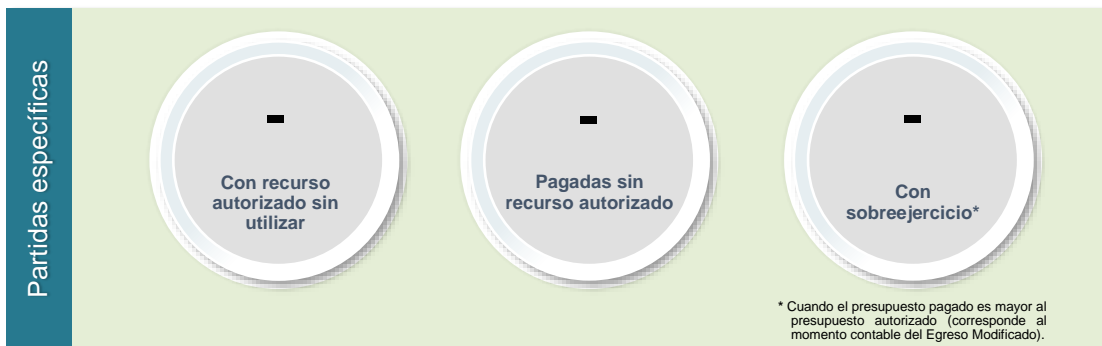 Partidas específicas
-
Con recurso
autorizado sin
utilizar
-
Pagadas sin
recurso autorizado
-
Con
sobreejercicio*
* Cuando el presupuesto pagado es mayor al
presupuesto autorizado (corresponde al
momento contable del Egreso Modificado).